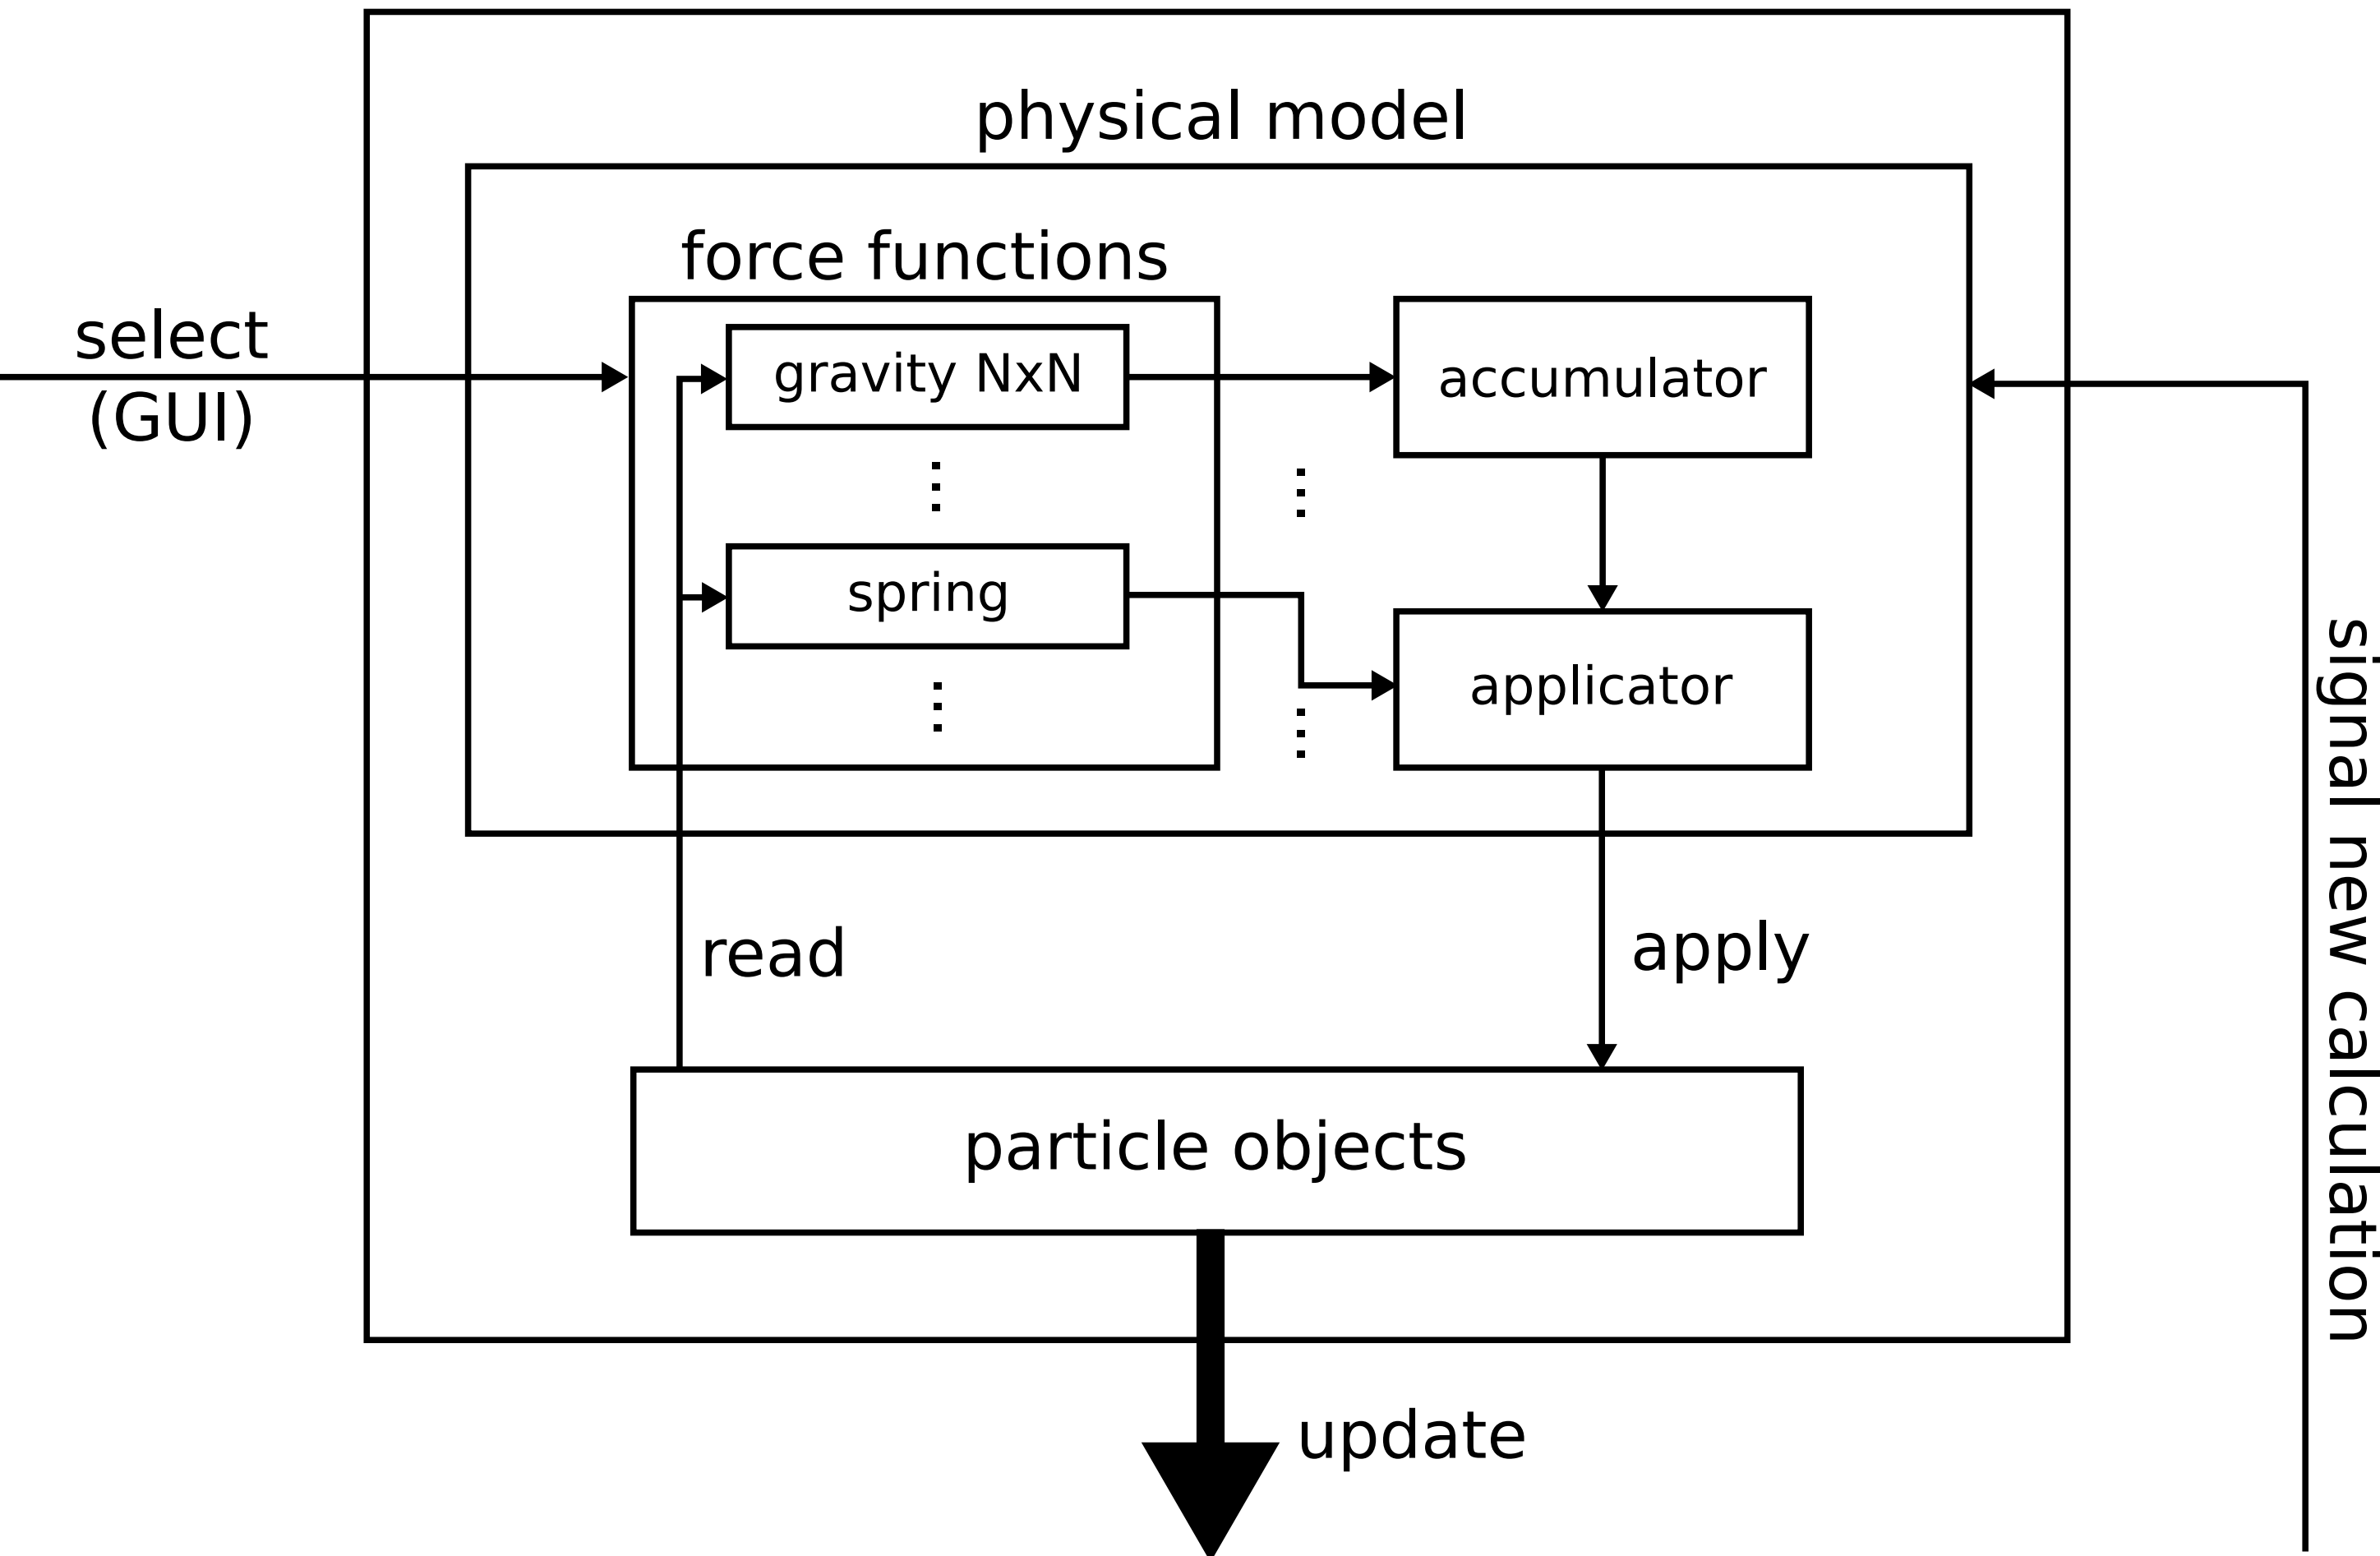 physical model
force functions
select
(GUI)
gravity NxN
accumulator
spring
applicator
signal new calculation
read
apply
particle objects
update